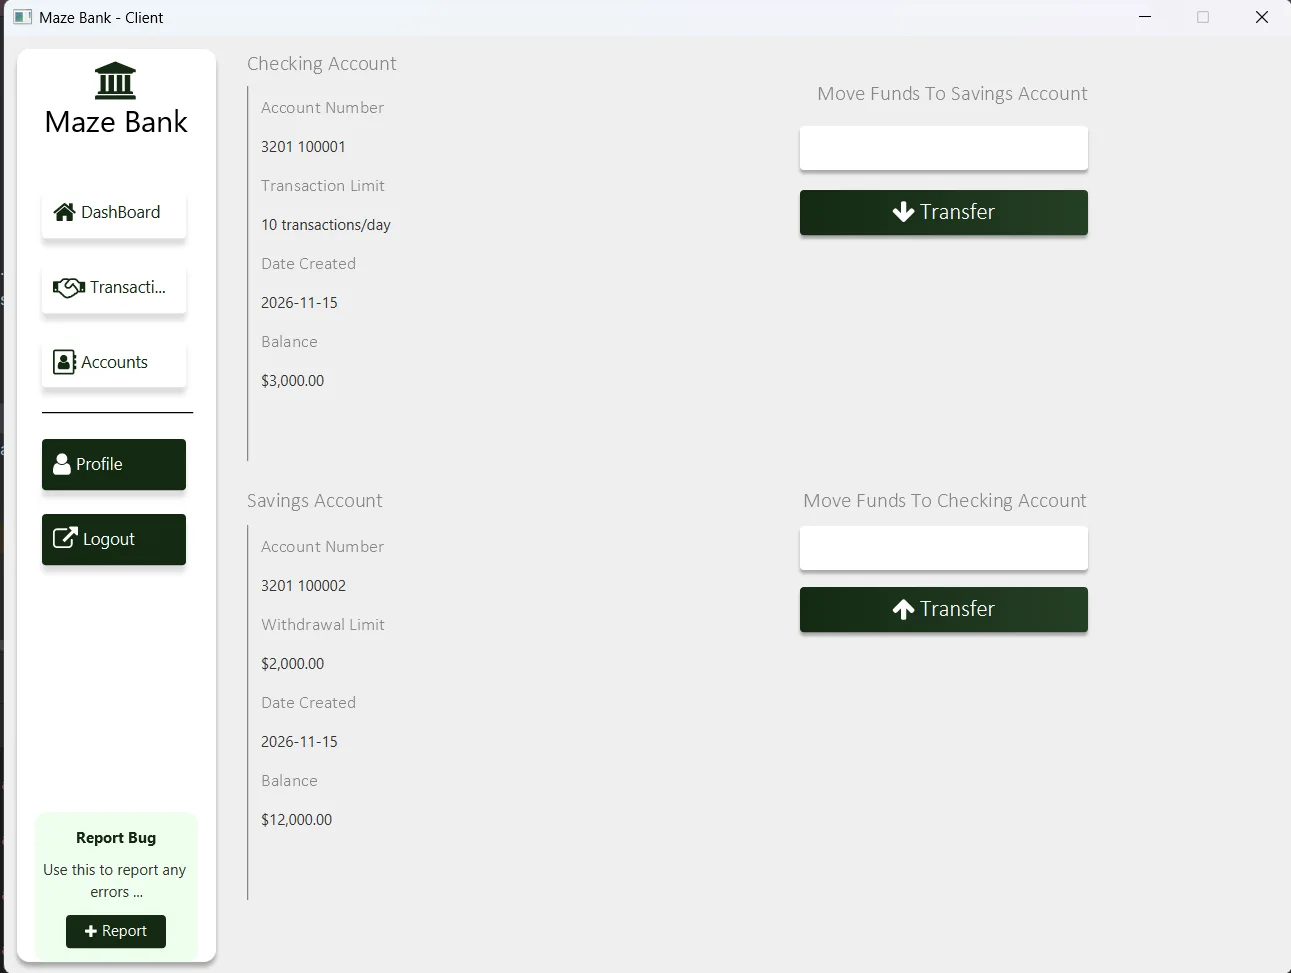 Maze Bank - Client
Maze Bank
DashBoard
Transacti...
Accounts
Profile
Logout
Report Bug
Use this to report any
errors ...
Report
Checking Account
Account Number
3201 100001
Transaction Limit
10 transactions/day
Date Created
2026-11-15
Balance
$3,000.00
Move Funds To Savings Account
Transfer
Savings Account
Account Number
3201 100002
Withdrawal Limit
$2,000.00
Date Created
2026-11-15
Balance
$12,000.00
Move Funds To Checking Account
Transfer